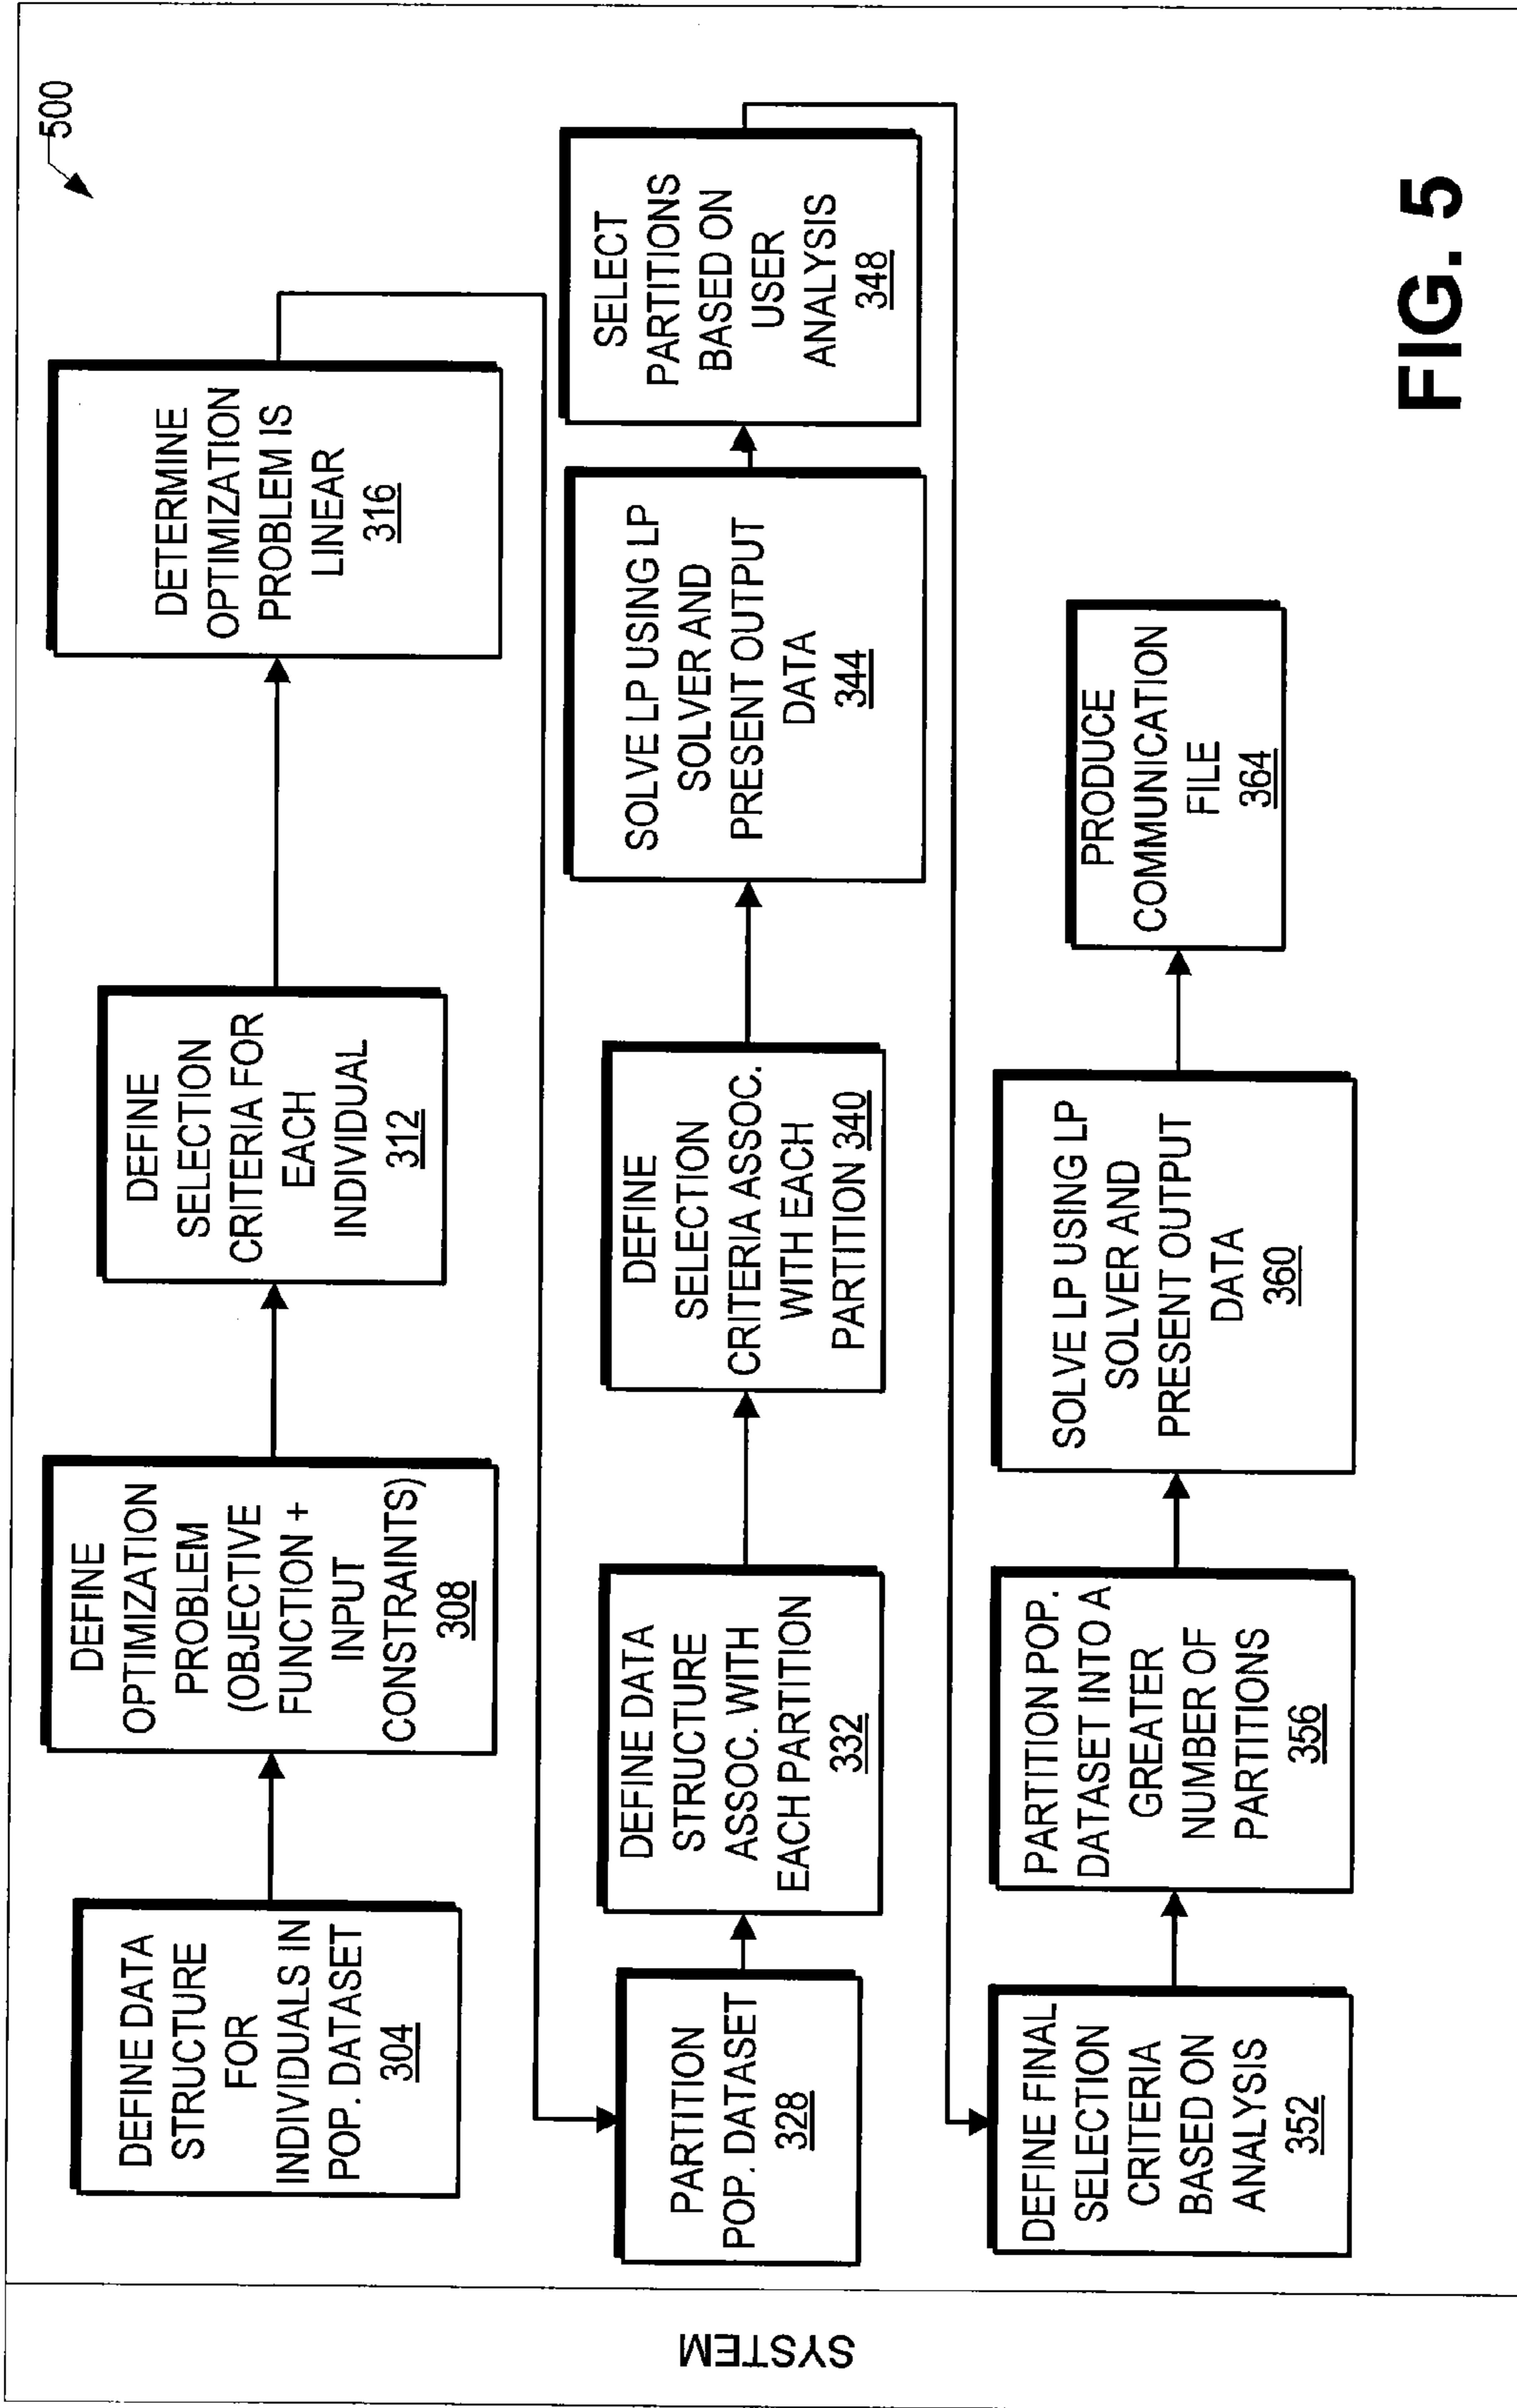 500
DEFINE DATA
STRUCTURE
FOR
INDIVIDUALS IN
POP. DATASET
304
DEFINE
OPTIMIZATION
PROBLEM
(OBJECTIVE
FUNCTION +
INPUT
CONSTRAINTS)
308
DEFINE
SELECTION
CRITERIA FOR
EACH
INDIVIDUAL
312
DETERMINE
OPTIMIZATION
PROBLEM IS
LINEAR
316
PARTITION
POP. DATASET
328
DEFINE DATA
STRUCTURE
ASSOC. WITH
EACH PARTITION
332
DEFINE
SELECTION
CRITERIA ASSOC.
WITH EACH
PARTITION 340
SOLVE LP USING LP
SOLVER AND
PRESENT OUTPUT
DATA
344
SELECT
PARTITIONS
BASED ON
USER
ANALYSIS
348
DEFINE FINAL
SELECTION
CRITERIA
BASED ON
ANALYSIS
352
PARTITION POP.
DATASET INTO A
GREATER
NUMBER OF
PARTITIONS
356
SOLVE LP USING LP
SOLVER AND
PRESENT OUTPUT
DATA
360
PRODUCE
COMMUNICATION
FILE
364
SYSTEM
FIG. 5